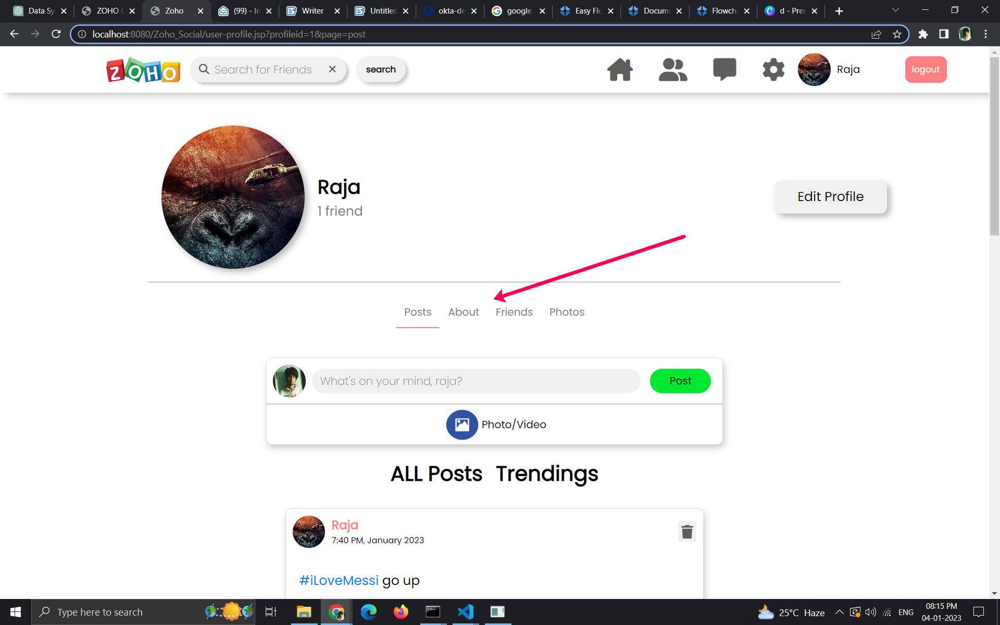 Data Sy
ZOHO
Zoho
(99) - In
Writer
Untitled
okta-de
google
Easy Flo
Docum
Flowcha
d - Pres
localhost:8080/Zoho_Social/user-profile.jsp?profileid=1&page=post
ZOHO
Search for Friends
search
Raja
logout
Raja
1 friend
Edit Profile
Posts
About
Friends
Photos
What's on your mind, raja?
Post
Photo/Video
ALL Posts
Trendings
Raja
7:40 PM, January 2023
#iLoveMessi go up
Type here to search
25°C Haze
ENG
08:15 PM
04-01-2023